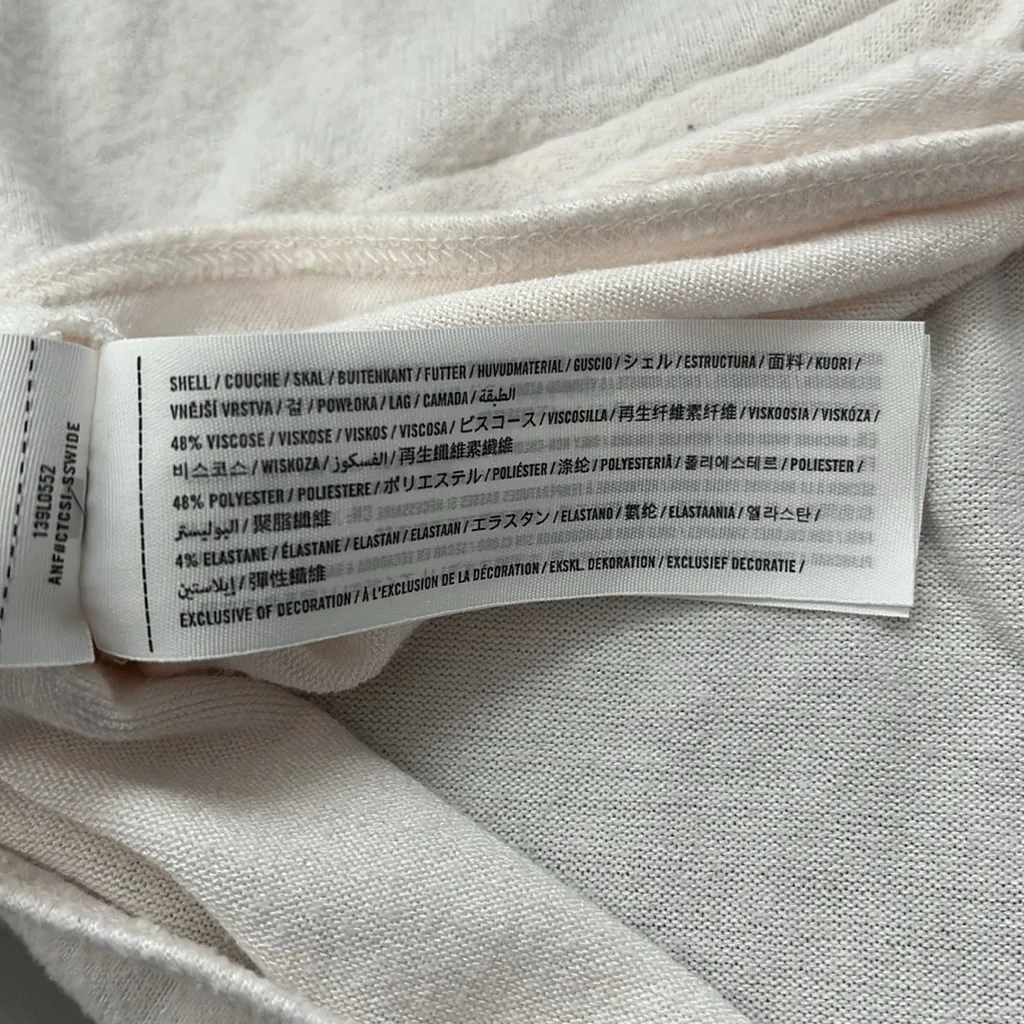 139L0552
ANF#CTCSI-SSWIDE
SHELL / COUCHE / SKAL / BUITENKANT / FUTTER / HUVUDMATERIAL / GUSCIO / シェル / ESTRUCTURA / 面料 / KUORI /
VNĚJŠÍ VRSTVA / 겉 / POWŁOKA / LAG / CAMADA / الطبقة
48% VISCOSE / VISKOSE / VISKOS / VISCOSA / ビスコース / VISCOSILLA / 再生纤维素纤维 / VISKOOSIA / VISKÓZA /
비스코스 / WISKOZA / الفسكوز / 再生纖維素纖維
48% POLYESTER / POLIESTERE / ポリエステル / POLIÉSTER / 涤纶 / POLYESTERIÄ / 폴리에스테르 / POLIESTER /
البوليستر / 聚脂纖維
4% ELASTANE / ÉLASTANE / ELASTÁN / ELASTAAN / エラスタン / ELASTANO / 氨纶 / ELASTAANIA / 엘라스탄 /
إيلاستين / 彈性纖維
EXCLUSIVE OF DECORATION / À L'EXCLUSION DE LA DÉCORATION / EKSKL. DEKORATION / EXCLUSIEF DECORATIE /